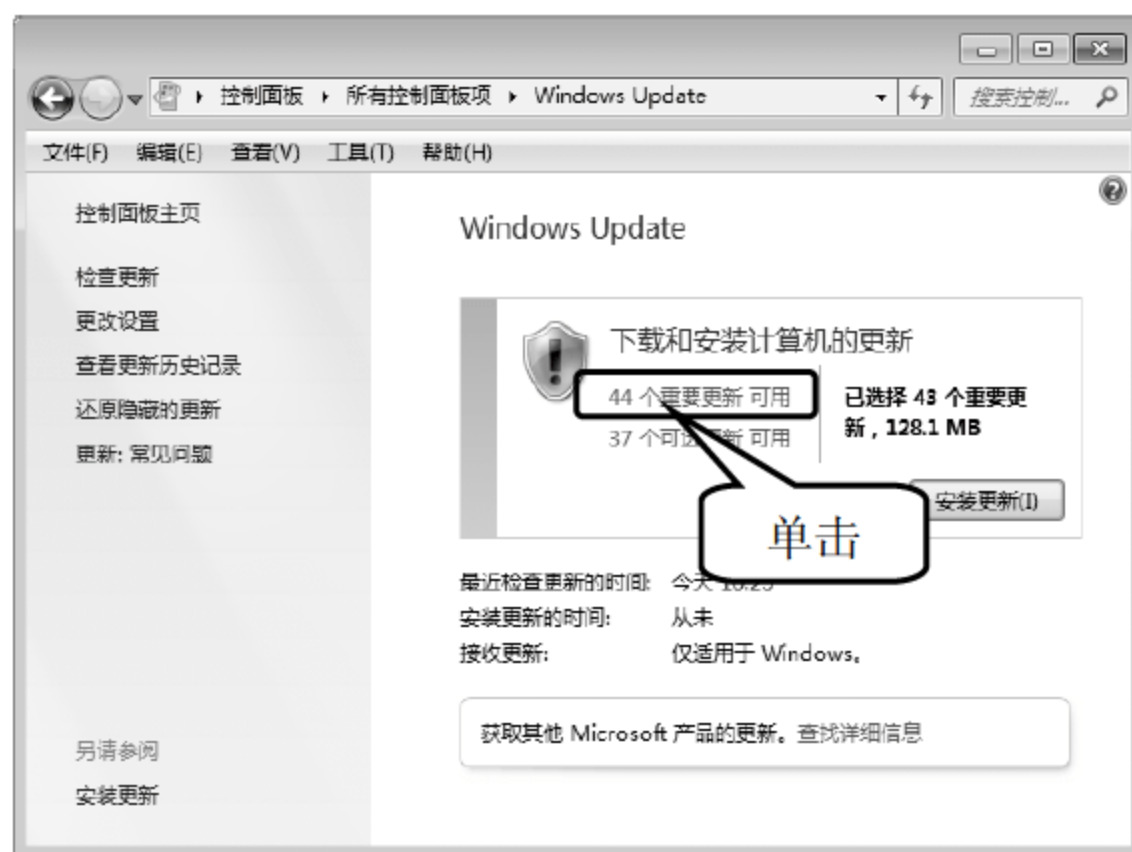 控制面板 所有控制面板项 Windows Update 搜索控制...
文件(F) 编辑(E) 查看(V) 工具(T) 帮助(H)
控制面板主页
检查更新
更改设置
查看更新历史记录
还原隐藏的更新
更新: 常见问题
另请参阅
安装更新
Windows Update
下载和安装计算机的更新
44 个重要更新 可用
37 个可选更新 可用
已选择 43 个重要更
新，128.1 MB
安装更新(I)
单击
最近检查更新的时间: 今天
安装更新的时间: 从未
接收更新: 仅适用于 Windows。
获取其他 Microsoft 产品的更新。查找详细信息